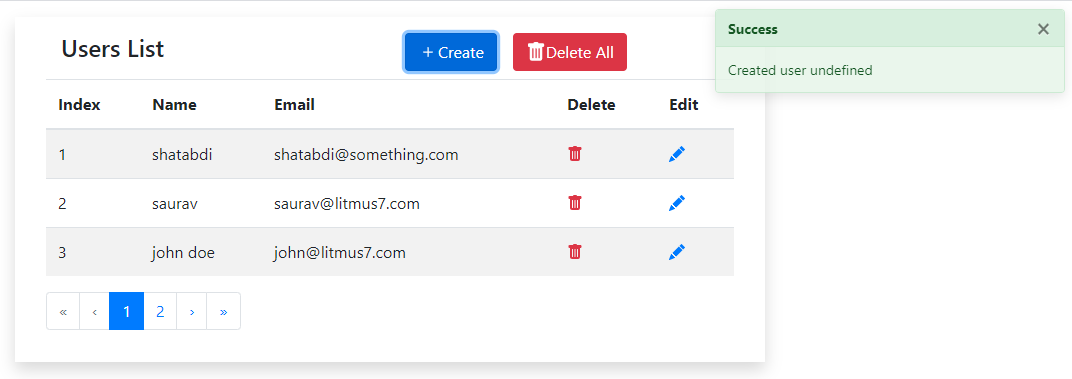 Users List
+ Create
Delete All
Success ×
Created user undefined
Index Name Email Delete Edit
1 shatabdi shatabdi@something.com
2 saurav saurav@litmus7.com
3 john doe john@litmus7.com
« ‹ 1 2 › »